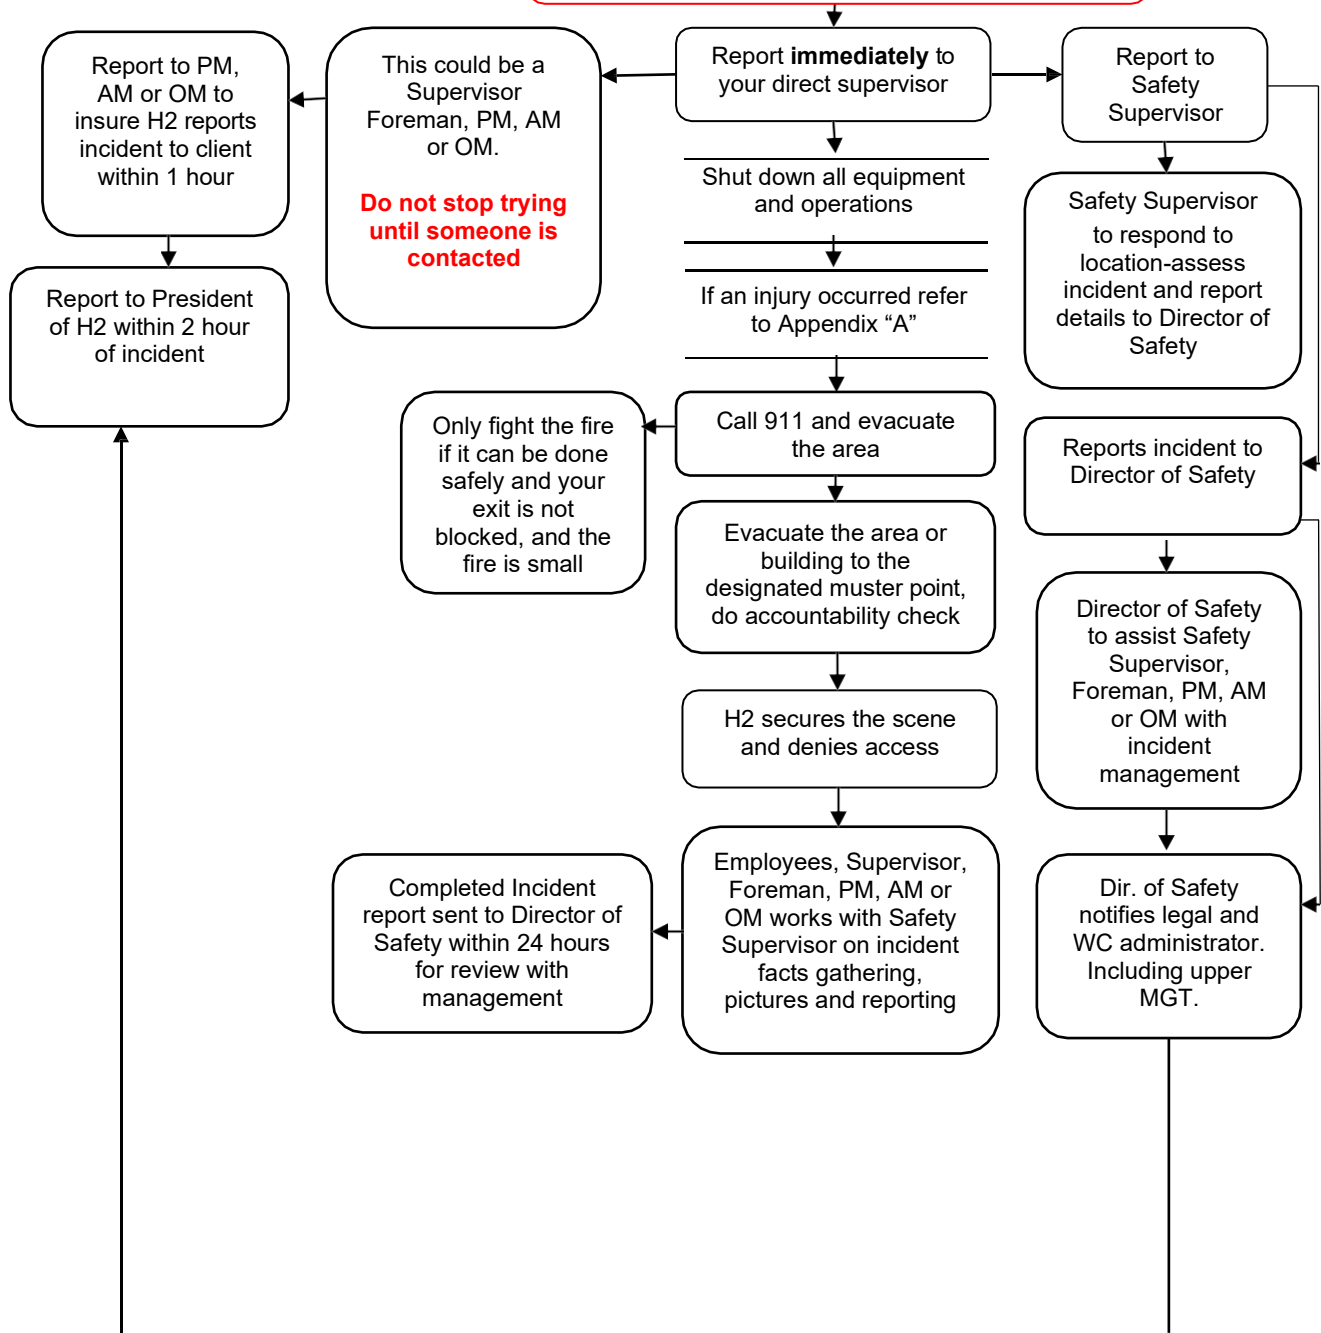 Report to PM,
AM or OM to
insure H2 reports
incident to client
within 1 hour
This could be a
Supervisor
Foreman, PM, AM
or OM.
Do not stop trying
until someone is
contacted
Report immediately to
your direct supervisor
Report to
Safety
Supervisor
Shut down all equipment
and operations
Safety Supervisor
to respond to
location-assess
incident and report
details to Director of
Safety
Report to President
of H2 within 2 hour
of incident
If an injury occurred refer
to Appendix “A”
Only fight the fire
if it can be done
safely and your
exit is not
blocked, and the
fire is small
Call 911 and evacuate
the area
Reports incident to
Director of Safety
Evacuate the area or
building to the
designated muster point,
do accountability check
Director of Safety
to assist Safety
Supervisor,
Foreman, PM, AM
or OM with
incident
management
H2 secures the scene
and denies access
Completed Incident
report sent to Director of
Safety within 24 hours
for review with
management
Employees, Supervisor,
Foreman, PM, AM or
OM works with Safety
Supervisor on incident
facts gathering,
pictures and reporting
Dir. of Safety
notifies legal and
WC administrator.
Including upper
MGT.